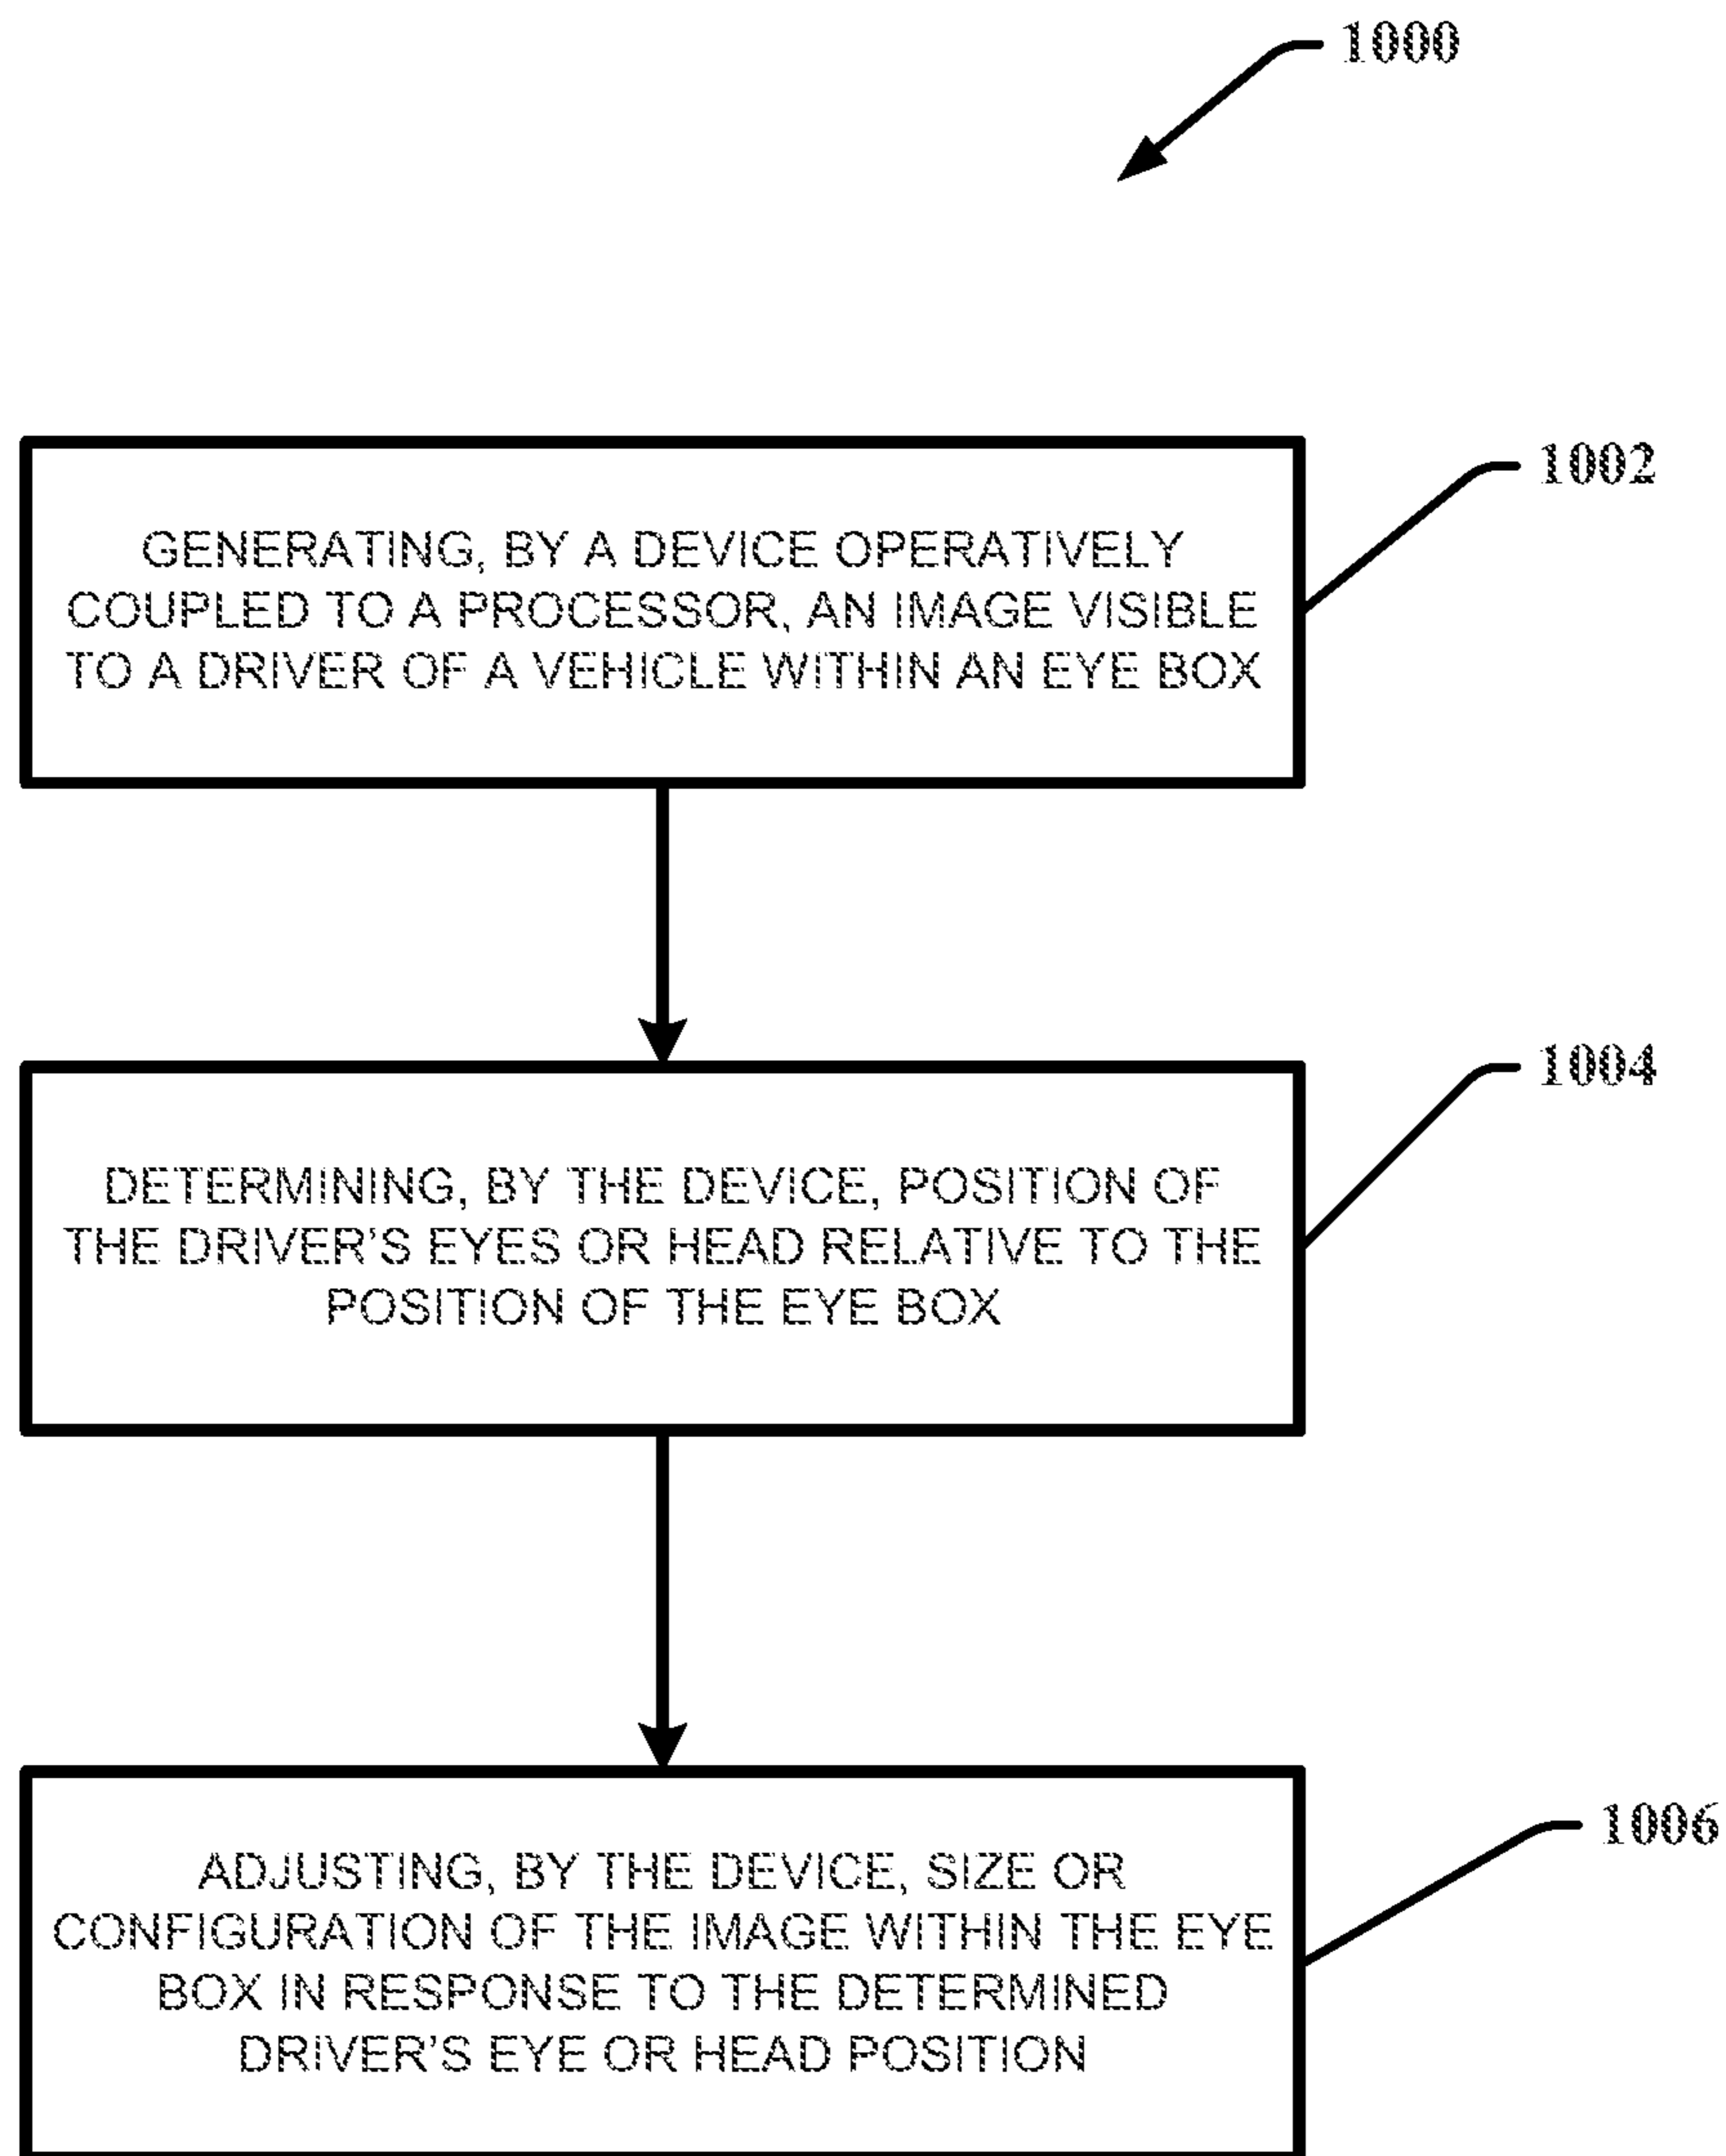 1000
1002
GENERATING, BY A DEVICE OPERATIVELY
COUPLED TO A PROCESSOR, AN IMAGE VISIBLE
TO A DRIVER OF A VEHICLE WITHIN AN EYE BOX
1004
DETERMINING, BY THE DEVICE, POSITION OF
THE DRIVER'S EYES OR HEAD RELATIVE TO THE
POSITION OF THE EYE BOX
1006
ADJUSTING, BY THE DEVICE, SIZE OR
CONFIGURATION OF THE IMAGE WITHIN THE EYE
BOX IN RESPONSE TO THE DETERMINED
DRIVER'S EYE OR HEAD POSITION